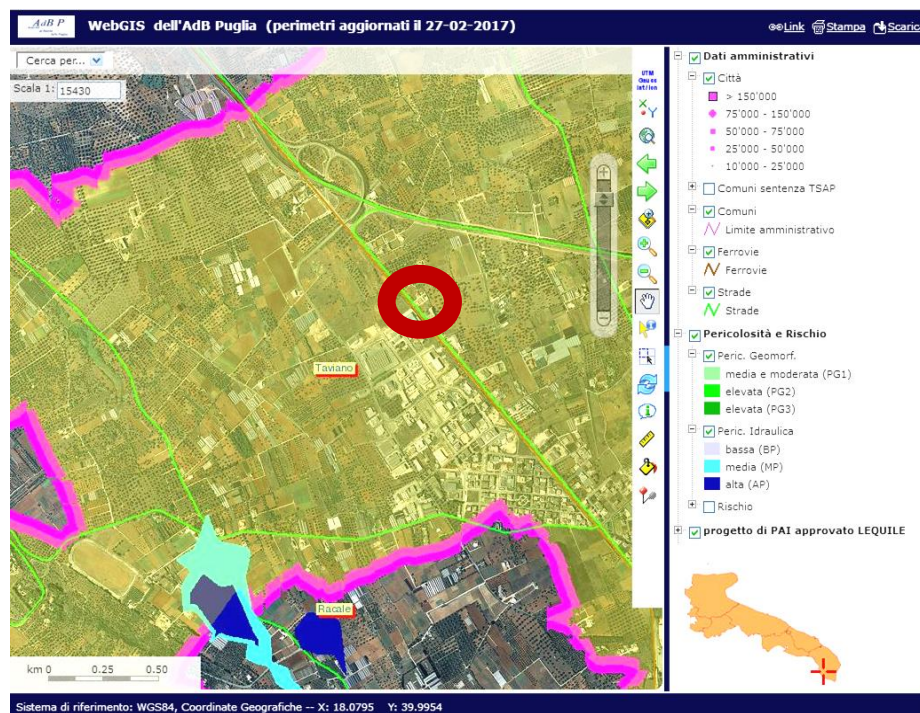 AdB P
WebGIS dell'AdB Puglia (perimetri aggiornati il 27-02-2017)
Link
Stampa
Scarica
Cerca per...
Scala 1: 15430
UTM
X
Y
Taviano
Racale
km 0 0.25 0.50
Dati amministrativi
Città
> 150'000
75'000 - 150'000
50'000 - 75'000
25'000 - 50'000
10'000 - 25'000
Comuni sentenza TSAP
Comuni
Limite amministrativo
Ferrovie
Ferrovie
Strade
Strade
Pericolosità e Rischio
Peric. Geomorf.
media e moderata (PG1)
elevata (PG2)
elevata (PG3)
Peric. Idraulica
bassa (BP)
media (MP)
alta (AP)
Rischio
progetto di PAI approvato LEQUILE
Sistema di riferimento: WGS84, Coordinate Geografiche -- X: 18.0795 Y: 39.9954